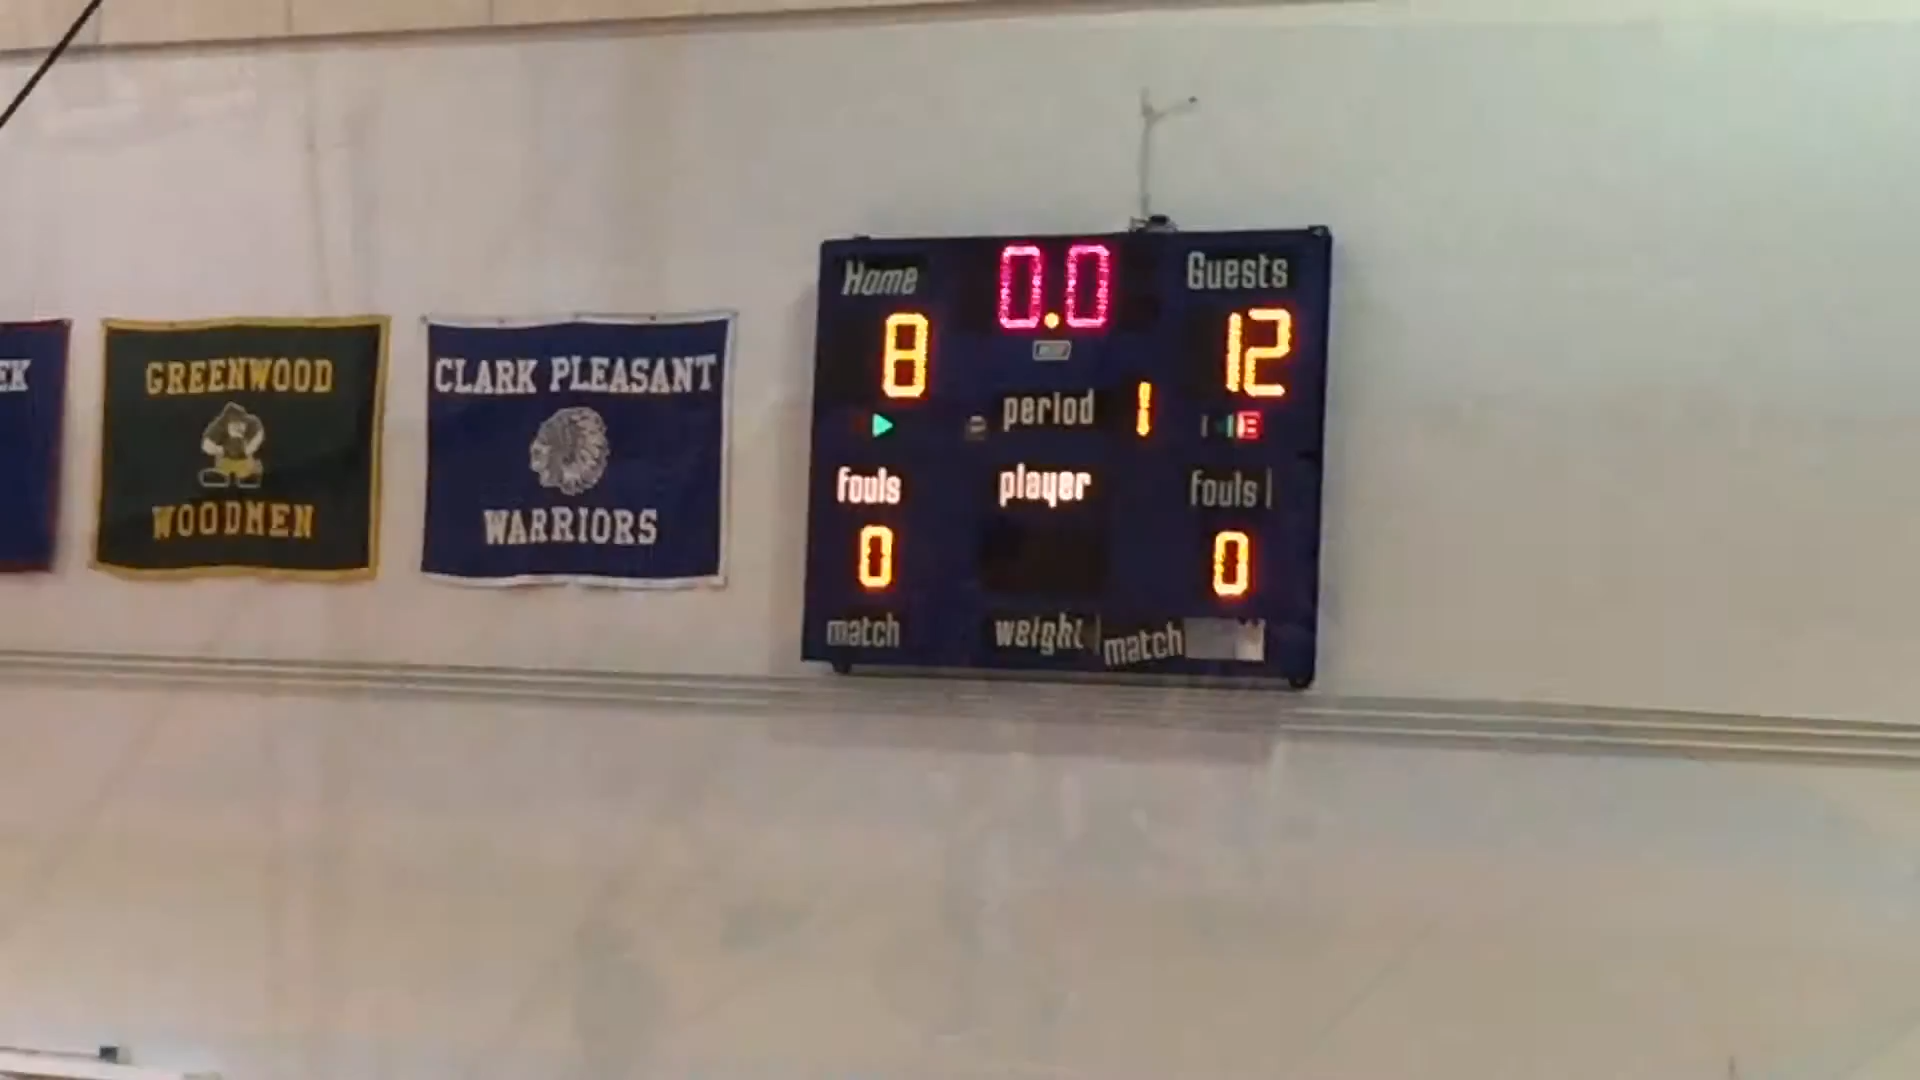 EK
GREENWOOD
WOODMEN
CLARK PLEASANT
WARRIORS
Home 0.0 Guests
8 12
period 1
fouls player fouls
0 0
match weight match